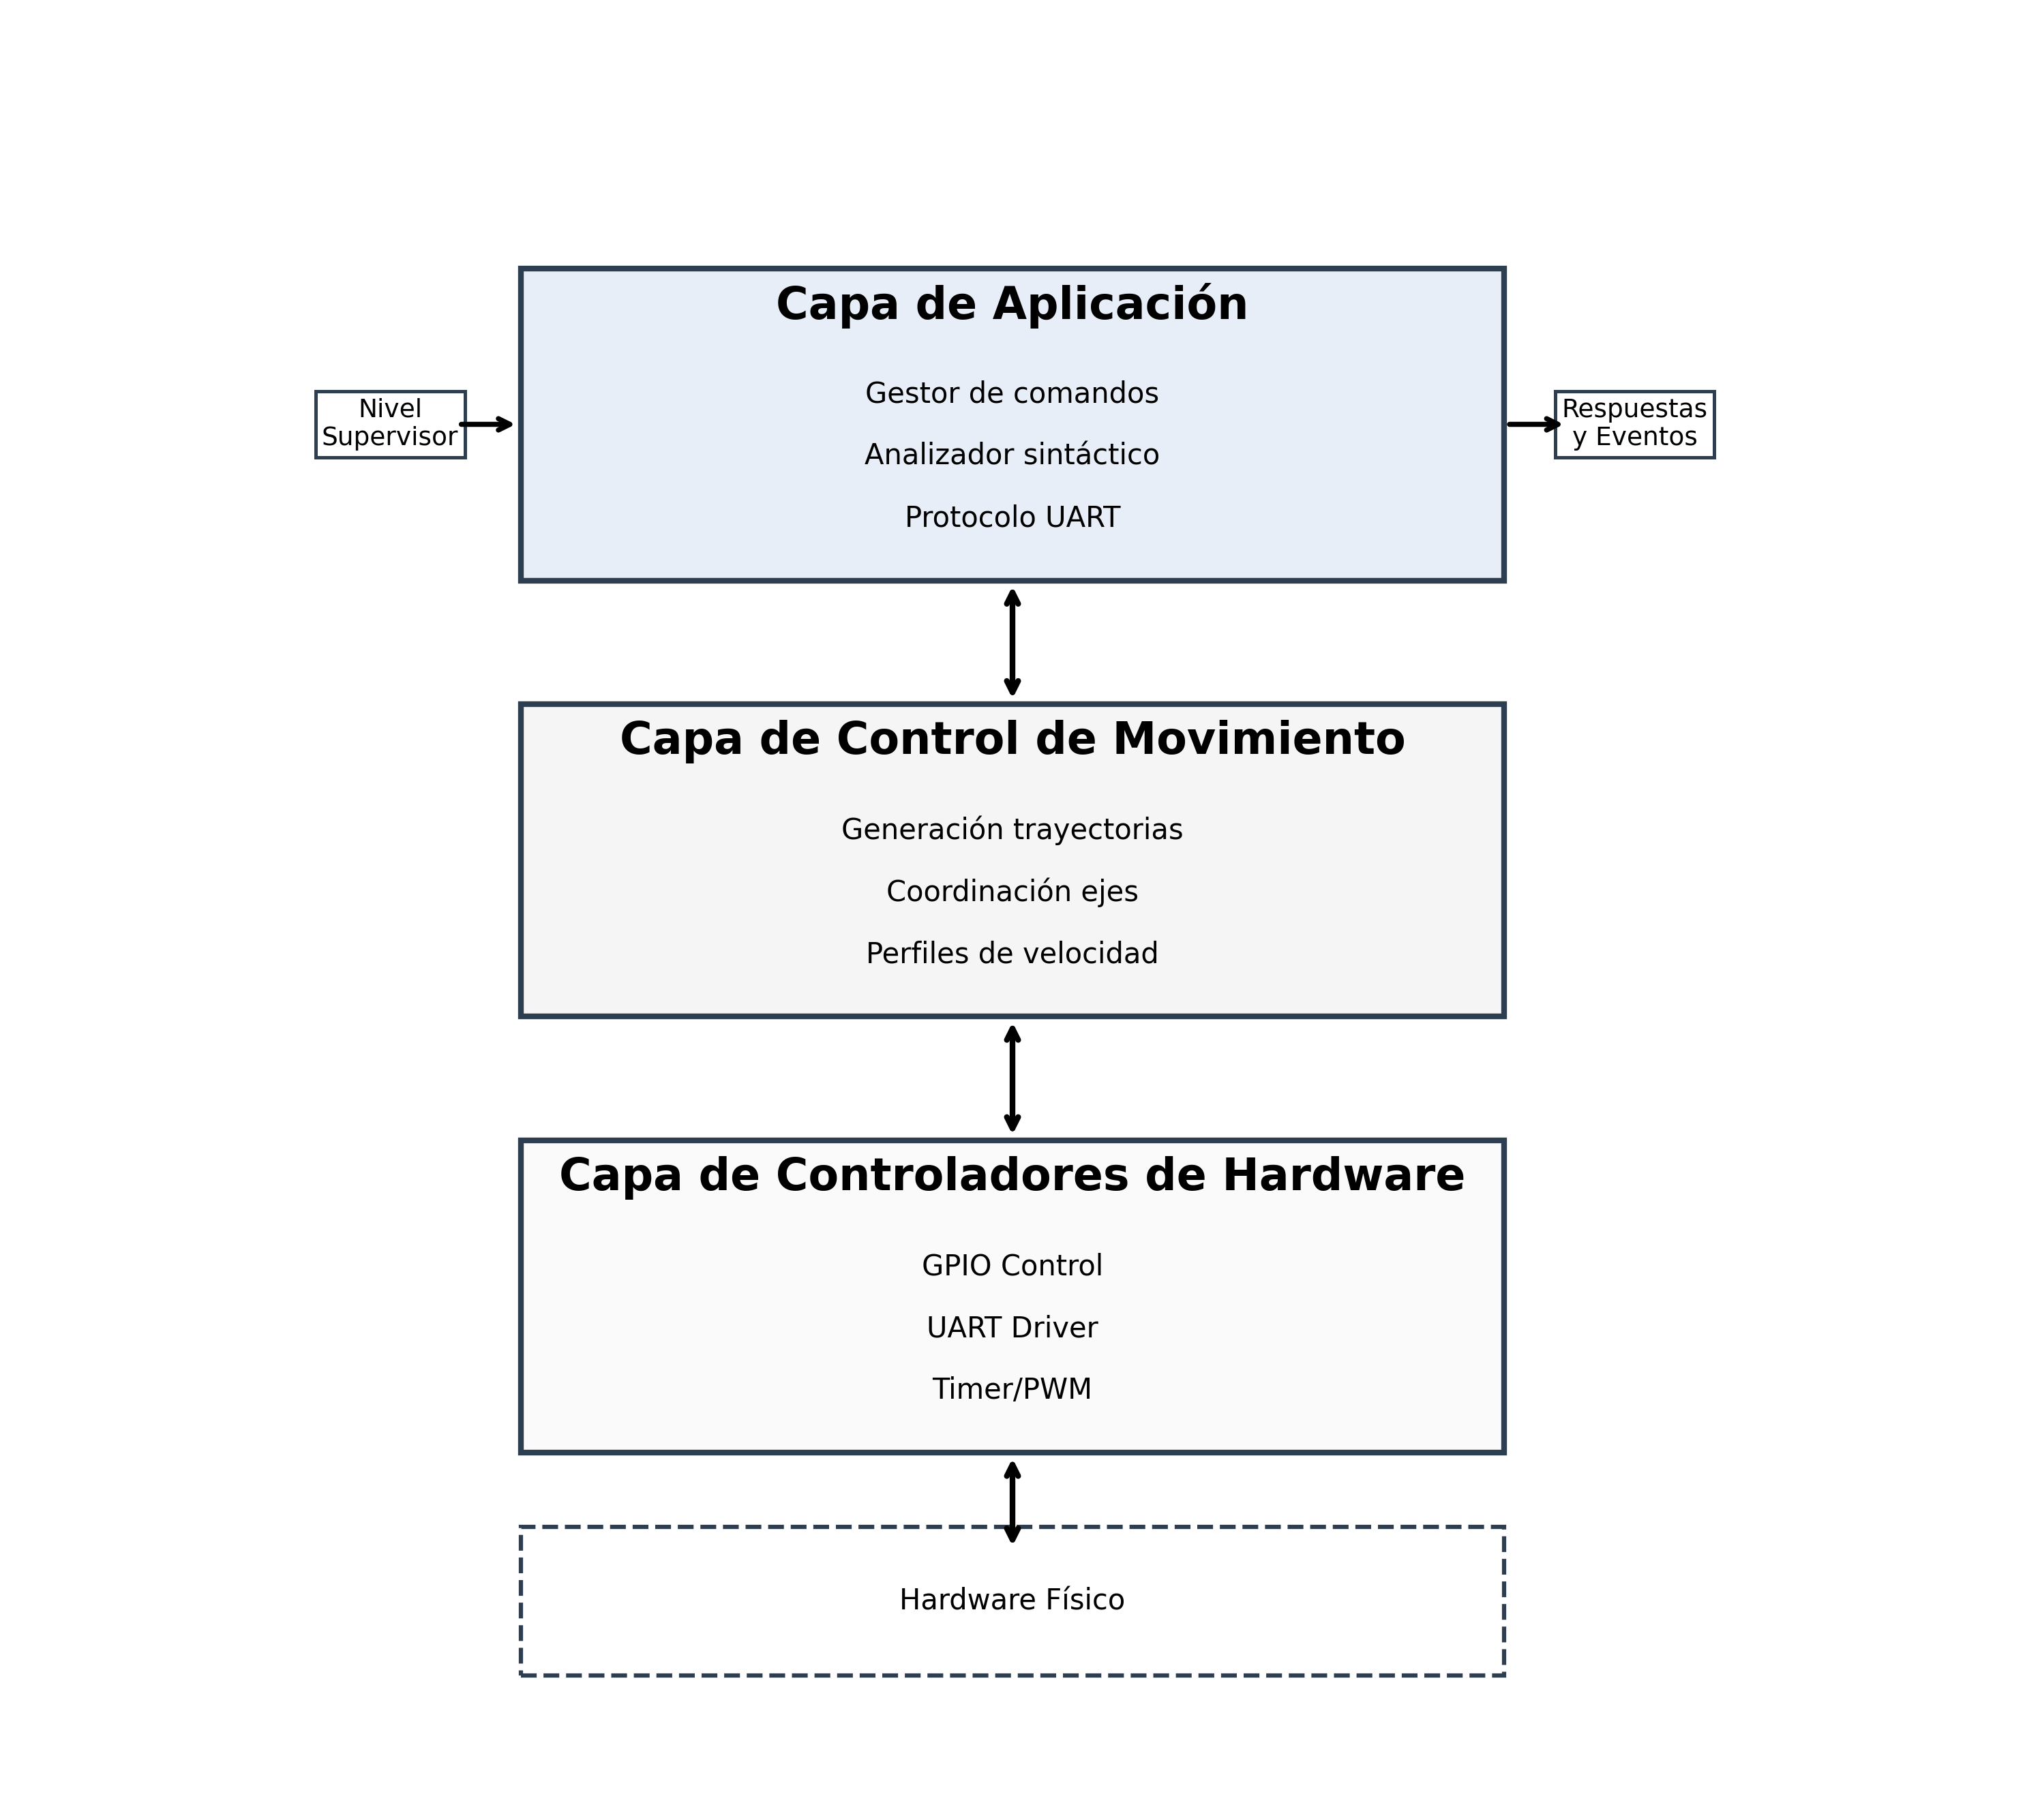 Capa de Aplicación
Gestor de comandos
Analizador sintáctico
Protocolo UART
Nivel
Supervisor
Respuestas
y Eventos
Capa de Control de Movimiento
Generación trayectorias
Coordinación ejes
Perfiles de velocidad
Capa de Controladores de Hardware
GPIO Control
UART Driver
Timer/PWM
Hardware Físico